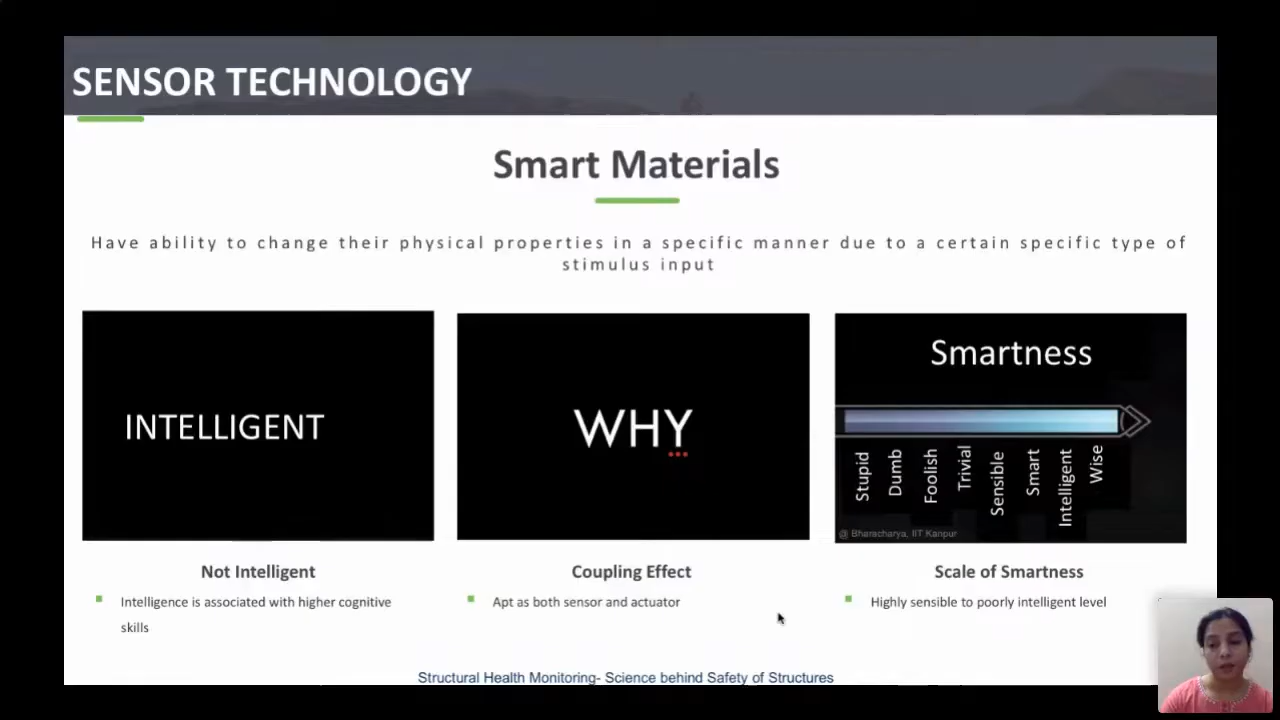 SENSOR TECHNOLOGY
Smart Materials
Have ability to change their physical properties in a specific manner due to a certain specific type of
stimulus input
INTELLIGENT
WHY
Smartness
Stupid
Dumb
Foolish
Trivial
Sensible
Smart
Intelligent
Wise
@ Bharacharya, IIT Kanpur
Not Intelligent
Intelligence is associated with higher cognitive
skills
Coupling Effect
Apt as both sensor and actuator
Scale of Smartness
Highly sensible to poorly intelligent level
Structural Health Monitoring- Science behind Safety of Structures